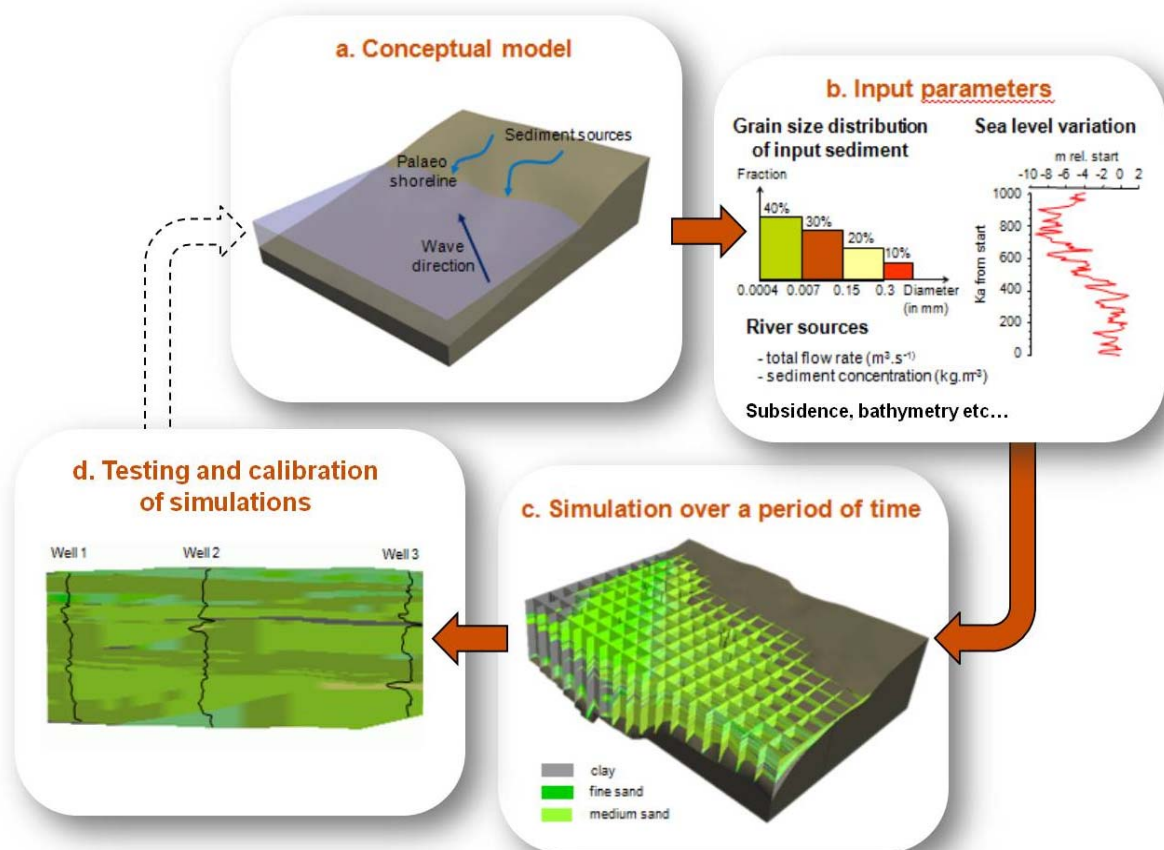 a. Conceptual model
Sediment sources
Palaeo
shoreline
Wave
direction
b. Input parameters
Grain size distribution
of input sediment
Fraction
40%
30%
20%
10%
0.0004 0.007 0.15 0.3 Diameter
(in mm)
Sea level variation
m rel. start
-10 -8 -6 -4 -2 0 2
1000
800
600
400
200
0
Ka from start
River sources
- total flow rate (m³.s⁻¹⁾
- sediment concentration (kg.m⁻³)
Subsidence, bathymetry etc...
c. Simulation over a period of time
clay
fine sand
medium sand
d. Testing and calibration
of simulations
Well 1 Well 2 Well 3